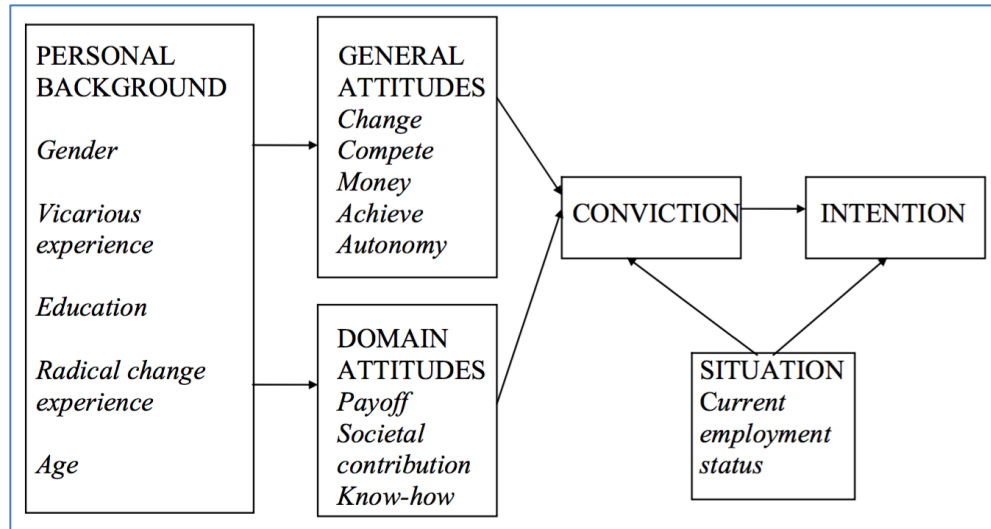 PERSONAL
BACKGROUND
Gender
Vicarious
experience
Education
Radical change
experience
Age
GENERAL
ATTITUDES
Change
Compete
Money
Achieve
Autonomy
DOMAIN
ATTITUDES
Payoff
Societal
contribution
Know-how
CONVICTION
INTENTION
SITUATION
Current
employment
status